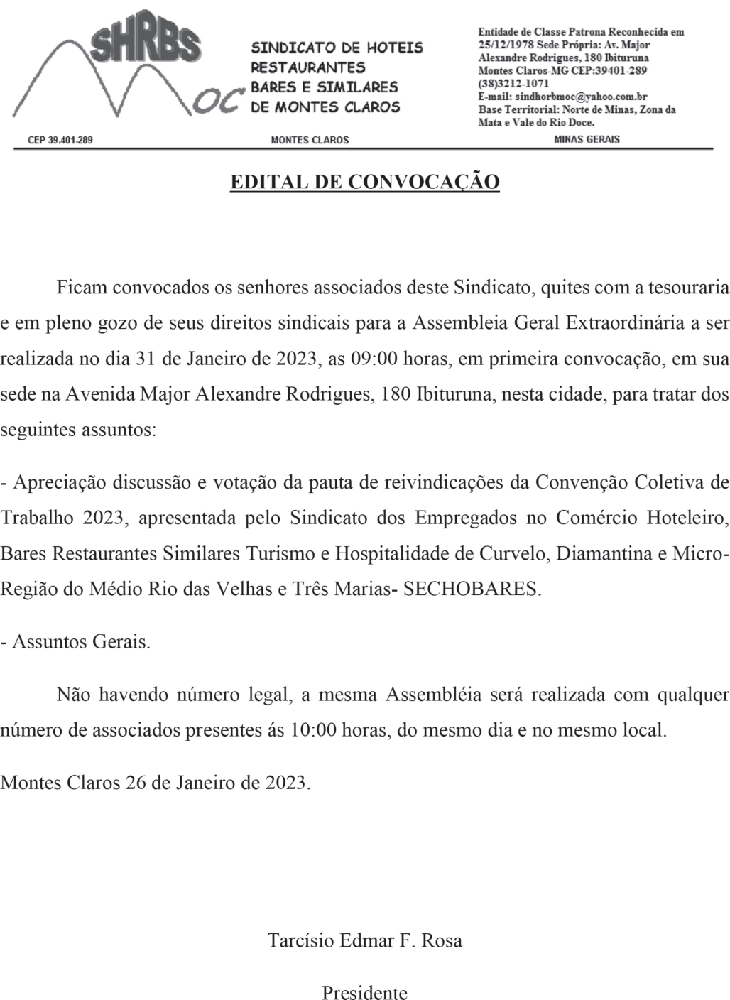 SHRBS
OC
SINDICATO DE HOTEIS
RESTAURANTES
BARES E SIMILARES
DE MONTES CLAROS
Entidade de Classe Patrona Reconhecida em
25/12/1978 Sede Própria: Av. Major
Alexandre Rodrigues, 180 Ibituruna
Montes Claros-MG CEP:39401-289
(38)3212-1071
E-mail: sindhorbmoc@yahoo.com.br
Base Territorial: Norte de Minas, Zona da
Mata e Vale do Rio Doce.
CEP 39.401-289 MONTES CLAROS MINAS GERAIS
EDITAL DE CONVOCAÇÃO
Ficam convocados os senhores associados deste Sindicato, quites com a tesouraria
e em pleno gozo de seus direitos sindicais para a Assembleia Geral Extraordinária a ser
realizada no dia 31 de Janeiro de 2023, as 09:00 horas, em primeira convocação, em sua
sede na Avenida Major Alexandre Rodrigues, 180 Ibituruna, nesta cidade, para tratar dos
seguintes assuntos:
- Apreciação discussão e votação da pauta de reivindicações da Convenção Coletiva de
Trabalho 2023, apresentada pelo Sindicato dos Empregados no Comércio Hoteleiro,
Bares Restaurantes Similares Turismo e Hospitalidade de Curvelo, Diamantina e Micro-
Região do Médio Rio das Velhas e Três Marias- SECHOBARES.
- Assuntos Gerais.
Não havendo número legal, a mesma Assembléia será realizada com qualquer
número de associados presentes ás 10:00 horas, do mesmo dia e no mesmo local.
Montes Claros 26 de Janeiro de 2023.
Tarcísio Edmar F. Rosa
Presidente